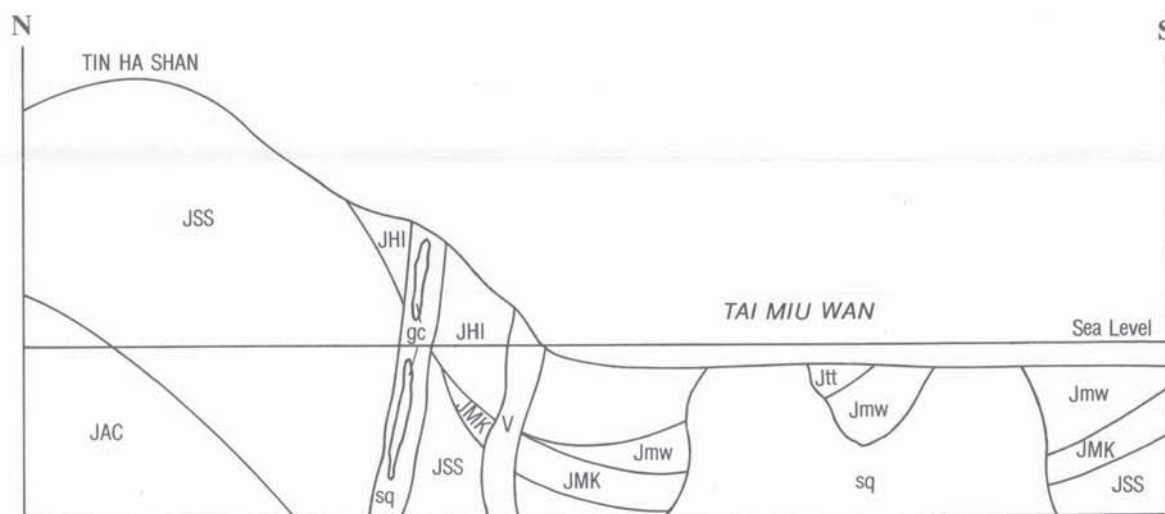 N
S
TIN HA SHAN
JSS
JHI
gc
JHI
TAI MIU WAN
Sea Level
Jtt
Jmw
Jmw
JMK
V
JAC
JSS
Jmw
JMK
JMK
sq
sq
JSS